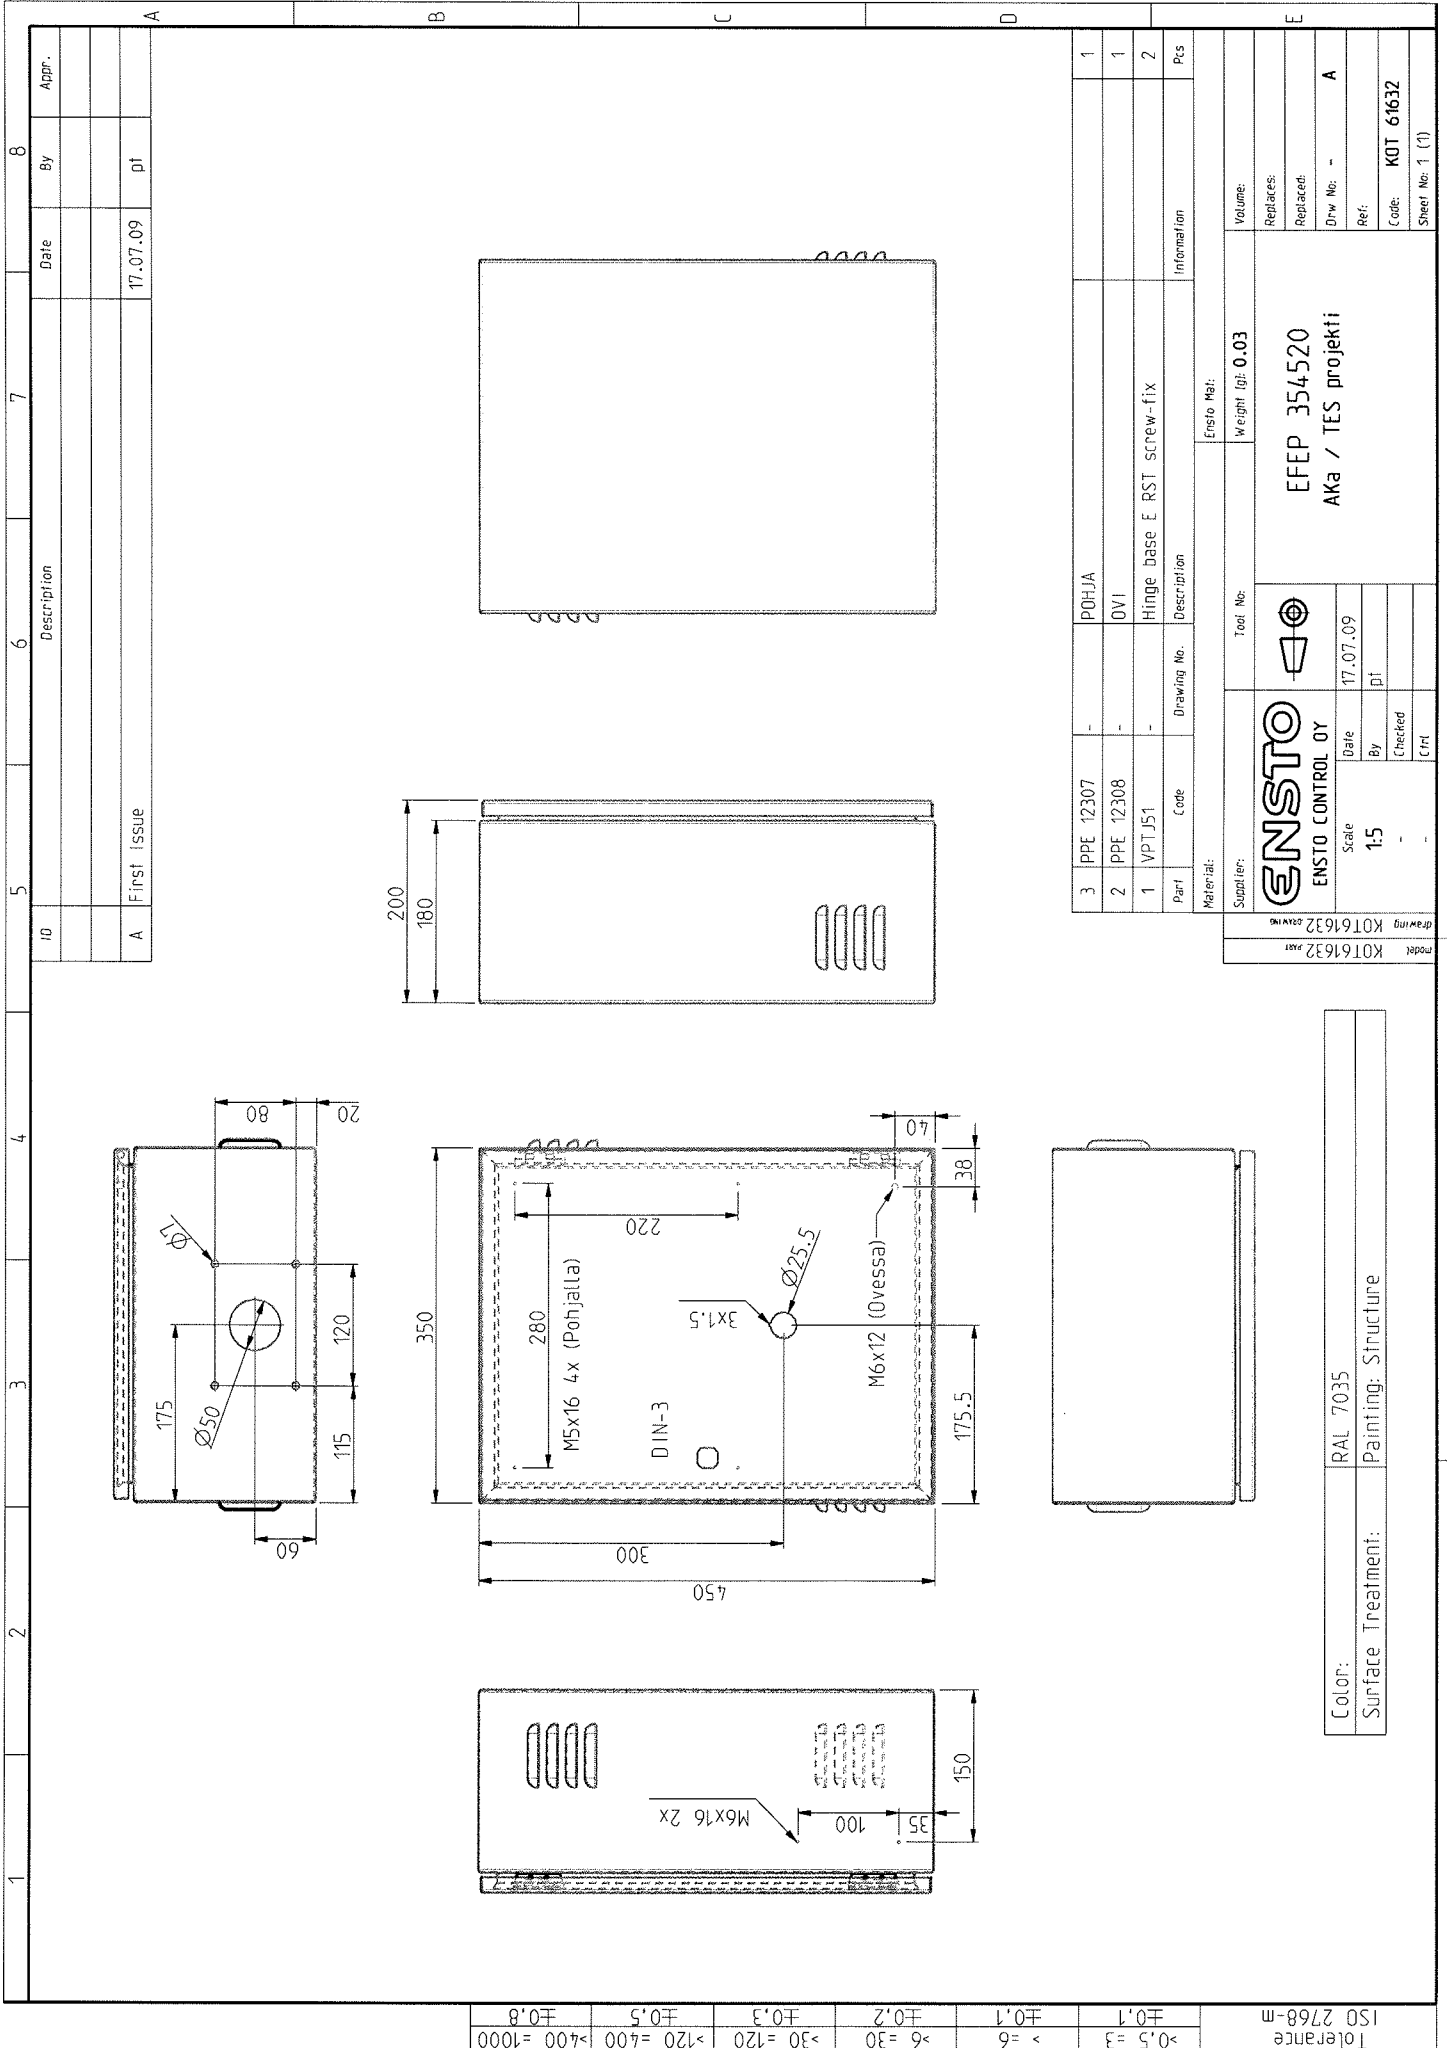 1 2 3 4 5 6 7 8
A
B
C
D
E
ID Description Date By Appr.
A First Issue 17.07.09 pt
175
Ø50
Ø7
60
115
120
80
20
200
180
350
280
220
M5x16 4x (Pohjalla)
DIN-3
3x1.5
Ø25.5
M6x12 (Ovessa)
175.5
38
40
300
450
M6x16 2x
100
35
150
3 PPE 12307 - POHJA 1
2 PPE 12308 - OVI 1
1 VPTJ51 - Hinge base E RST screw-fix 2
Part Code Drawing No. Description Information Pcs
Material: Ensto Mat:
Supplier: Tool No: Weight [g]: 0.03 Volume:
ENSTO
ENSTO CONTROL OY
Scale
1:5
-
-
Date 17.07.09
By pt
Checked
Ctrl
EFEP 354520
AKa / TES projekti
Replaces:
Replaced:
Drw No: - A
Ref:
Code: KOT 61632
Sheet No: 1 (1)
drawing KOT61632 .DRAWING
model KOT61632 .PART
Color: RAL 7035
Surface Treatment: Painting: Structure
Tolerance >0,5 =3 > =6 >6 =30 >30 =120 >120 =400 >400 =1000
ISO 2768-m ±0,1 ±0,1 ±0,2 ±0,3 ±0,5 ±0,8